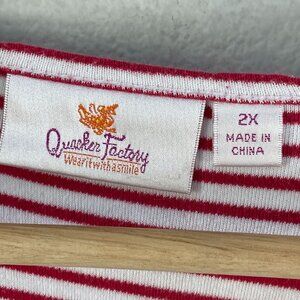 Quacker Factory
Wear it with a smile
2X
MADE IN
CHINA